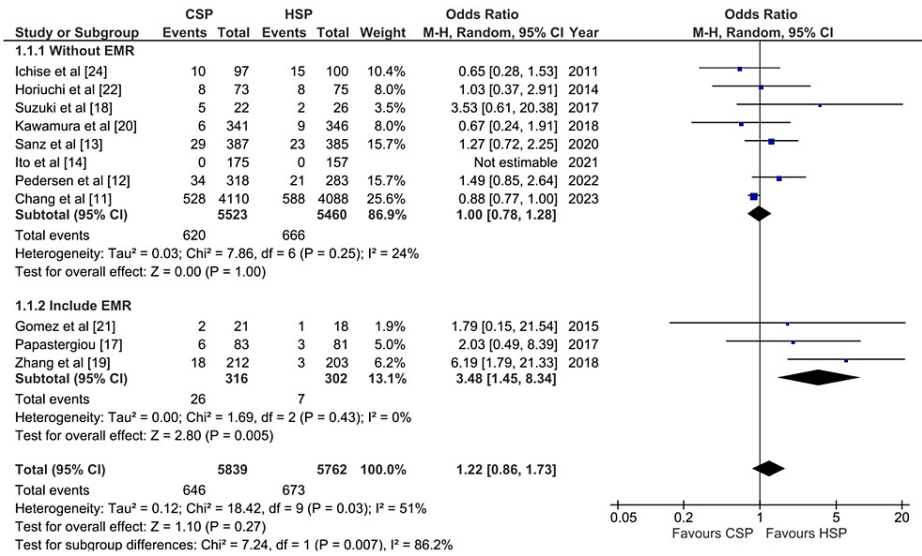 CSP HSP Odds Ratio Odds Ratio
Study or Subgroup Events Total Events Total Weight M-H, Random, 95% CI Year M-H, Random, 95% CI
1.1.1 Without EMR
Ichise et al [24] 10 97 15 100 10.4% 0.65 [0.28, 1.53] 2011
Horiuchi et al [22] 8 73 8 75 8.0% 1.03 [0.37, 2.91] 2014
Suzuki et al [18] 5 22 2 26 3.5% 3.53 [0.61, 20.38] 2017
Kawamura et al [20] 6 341 9 346 8.0% 0.67 [0.24, 1.91] 2018
Sanz et al [13] 29 387 23 385 15.7% 1.27 [0.72, 2.25] 2020
Ito et al [14] 0 175 0 157 Not estimable 2021
Pedersen et al [12] 34 318 21 283 15.7% 1.49 [0.85, 2.64] 2022
Chang et al [11] 528 4110 588 4088 25.6% 0.88 [0.77, 1.00] 2023
Subtotal (95% CI) 5523 5460 86.9% 1.00 [0.78, 1.28]
Total events 620 666
Heterogeneity: Tau² = 0.03; Chi² = 7.86, df = 6 (P = 0.25); I² = 24%
Test for overall effect: Z = 0.00 (P = 1.00)
1.1.2 Include EMR
Gomez et al [21] 2 21 1 18 1.9% 1.79 [0.15, 21.54] 2015
Papastergiou [17] 6 83 3 81 5.0% 2.03 [0.49, 8.39] 2017
Zhang et al [19] 18 212 3 203 6.2% 6.19 [1.79, 21.33] 2018
Subtotal (95% CI) 316 302 13.1% 3.48 [1.45, 8.34]
Total events 26 7
Heterogeneity: Tau² = 0.00; Chi² = 1.69, df = 2 (P = 0.43); I² = 0%
Test for overall effect: Z = 2.80 (P = 0.005)
Total (95% CI) 5839 5762 100.0% 1.22 [0.86, 1.73]
Total events 646 673
Heterogeneity: Tau² = 0.12; Chi² = 18.42, df = 9 (P = 0.03); I² = 51%
Test for overall effect: Z = 1.10 (P = 0.27)
Test for subgroup differences: Chi² = 7.24, df = 1 (P = 0.007), I² = 86.2%
0.05 0.2 1 5 20
Favours CSP Favours HSP